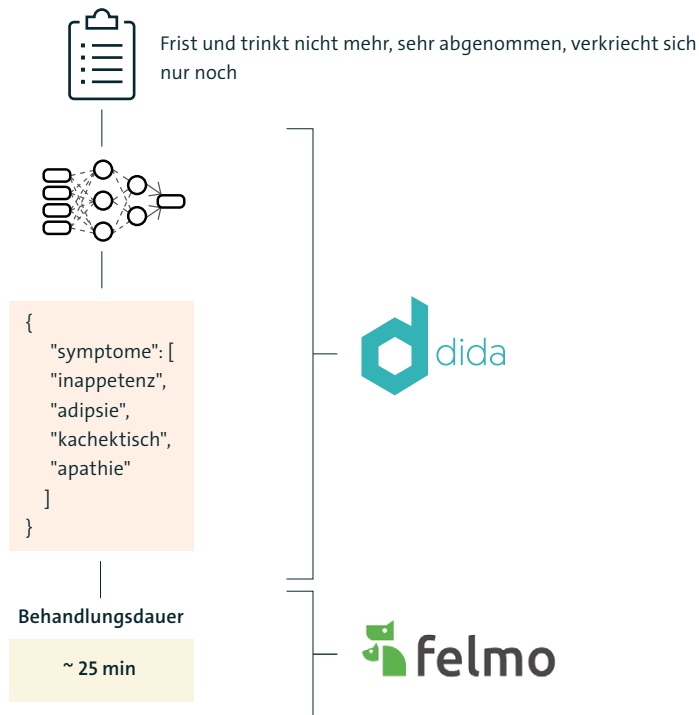 Frist und trinkt nicht mehr, sehr abgenommen, verkriecht sich
nur noch
{
"symptome": [
"inappetenz",
"adipsie",
"kachektisch",
"apathie"
]
}
dida
Behandlungsdauer
~ 25 min
felmo